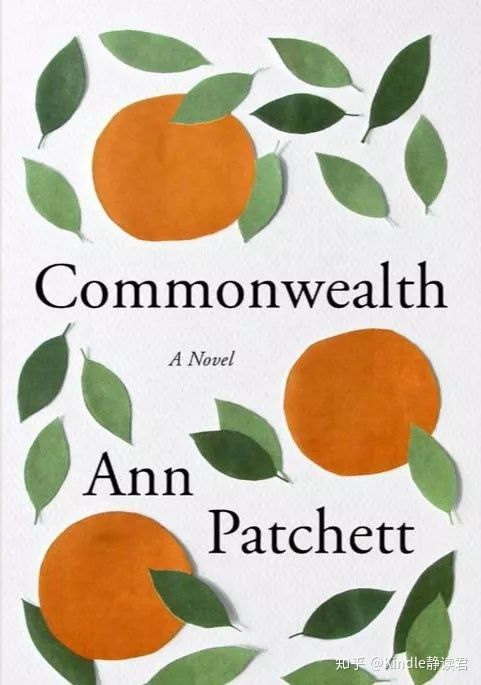 Commonwealth
A Novel
Ann
Patchett
知乎 @Kindle静读君